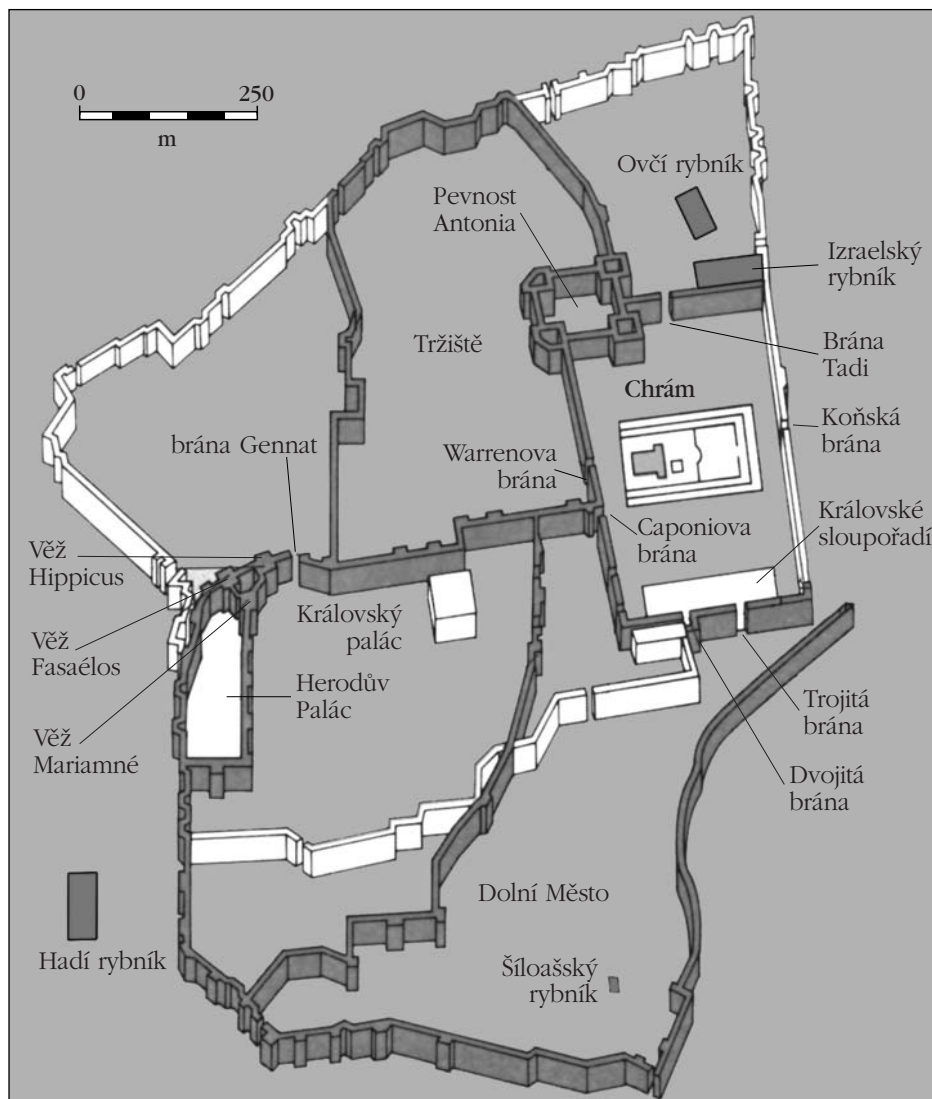 0 250
m
Ovčí rybník
Pevnost
Antonia
Izraelský
rybník
Tržiště
Brána
Tadi
Chrám
Koňská
brána
brána Gennat
Warrenova
brána
Královské
sloupořadí
Caponiova
brána
Věž
Hippicus
Královský
palác
Věž
Fasaélos
Herodův
Palác
Trojitá
brána
Věž
Mariamné
Dvojitá
brána
Dolní Město
Hadí rybník
Šíloašský
rybník